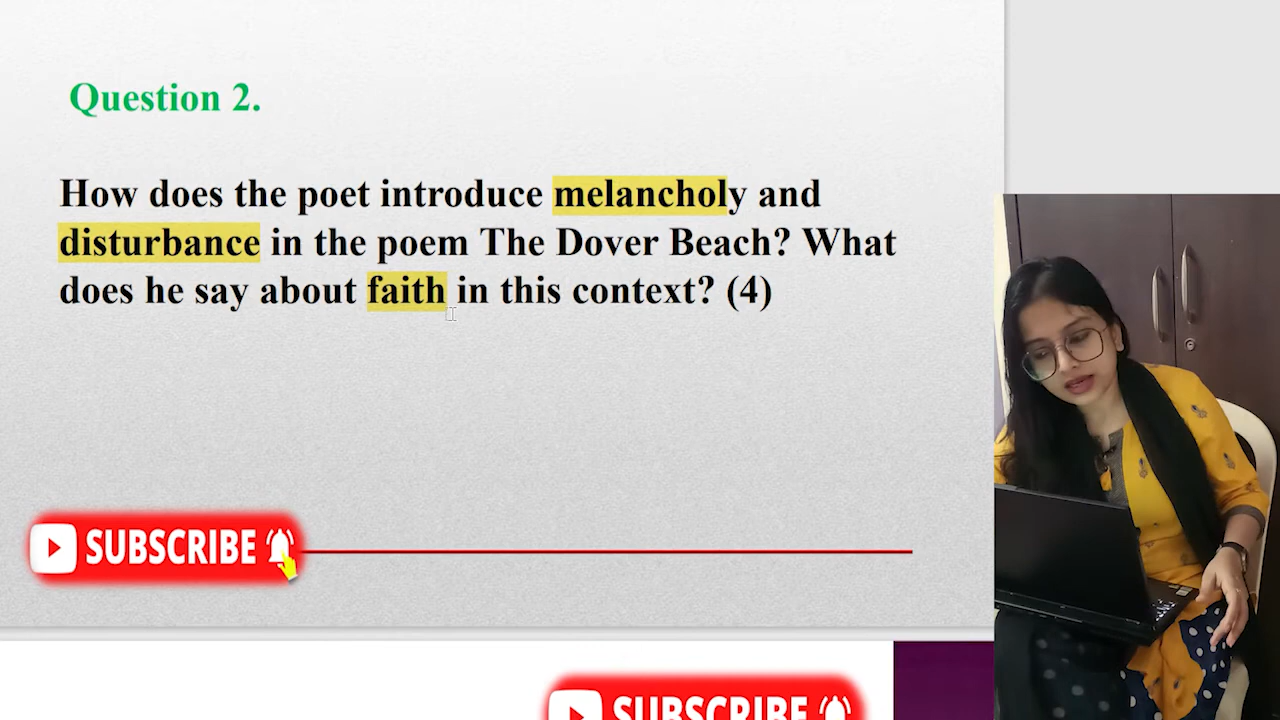 Question 2.
How does the poet introduce melancholy and
disturbance in the poem The Dover Beach? What
does he say about faith in this context? (4)
SUBSCRIBE
SUBSCRIBE